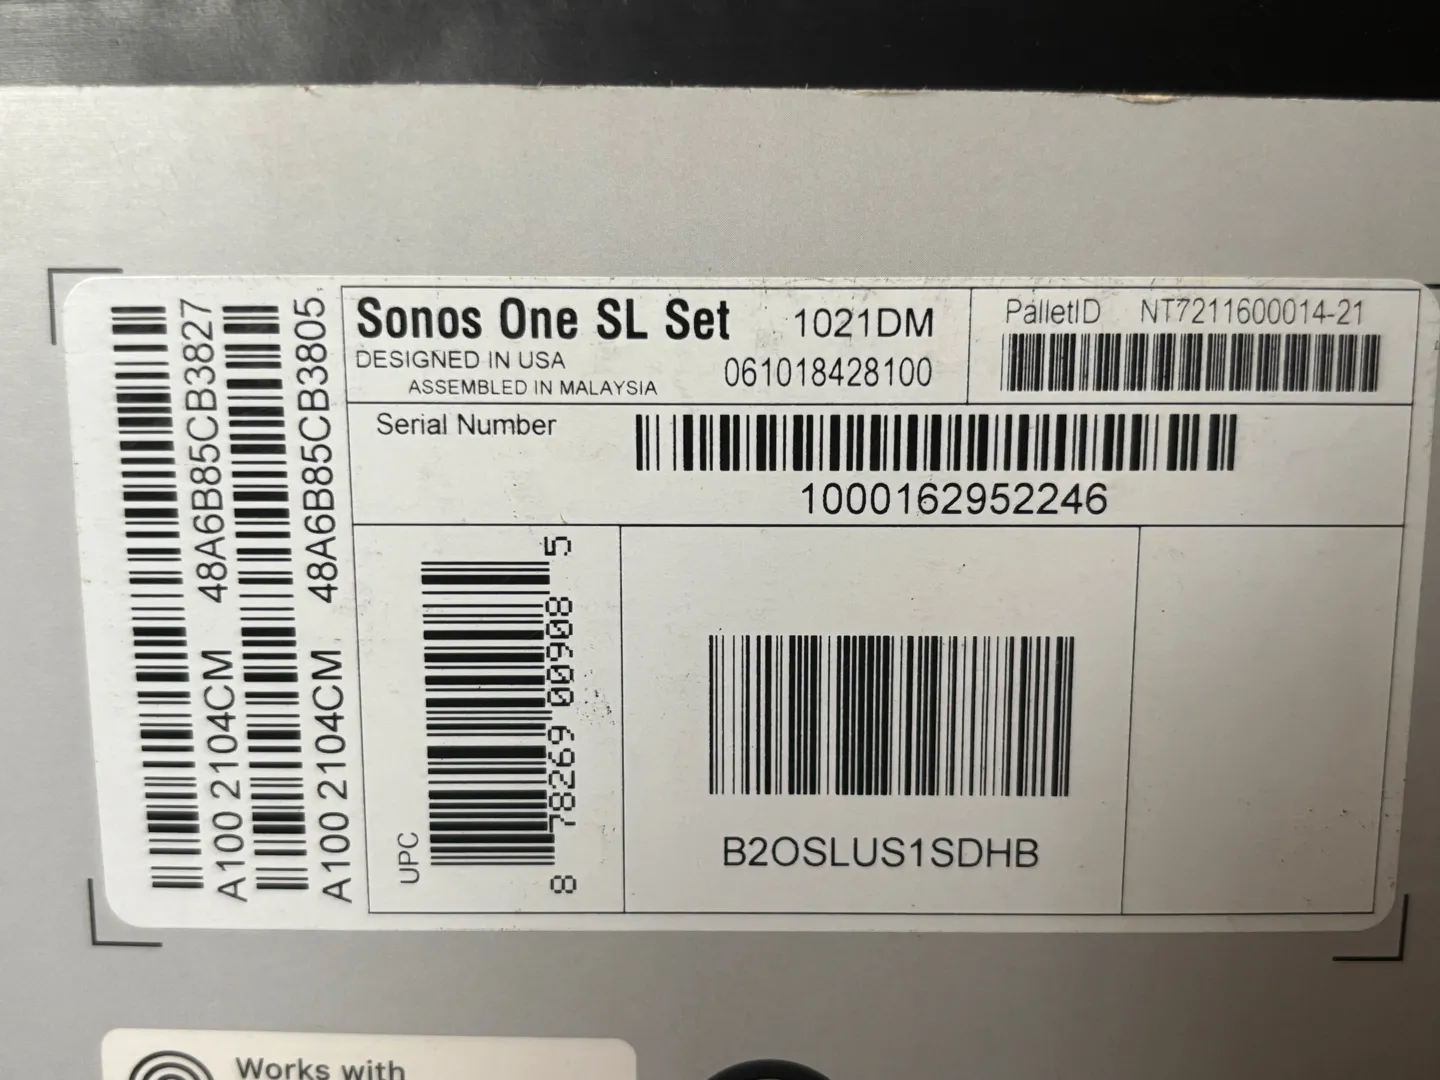 A100 2104CM 48A6B85CB3827
A100 2104CM 48A6B85CB3805
Sonos One SL Set 1021DM
DESIGNED IN USA
ASSEMBLED IN MALAYSIA
061018428100
PalletID NT7211600014-21
Serial Number
1000162952246
UPC
8 78269 00908 5
B2OSLUS1SDHB
Works with